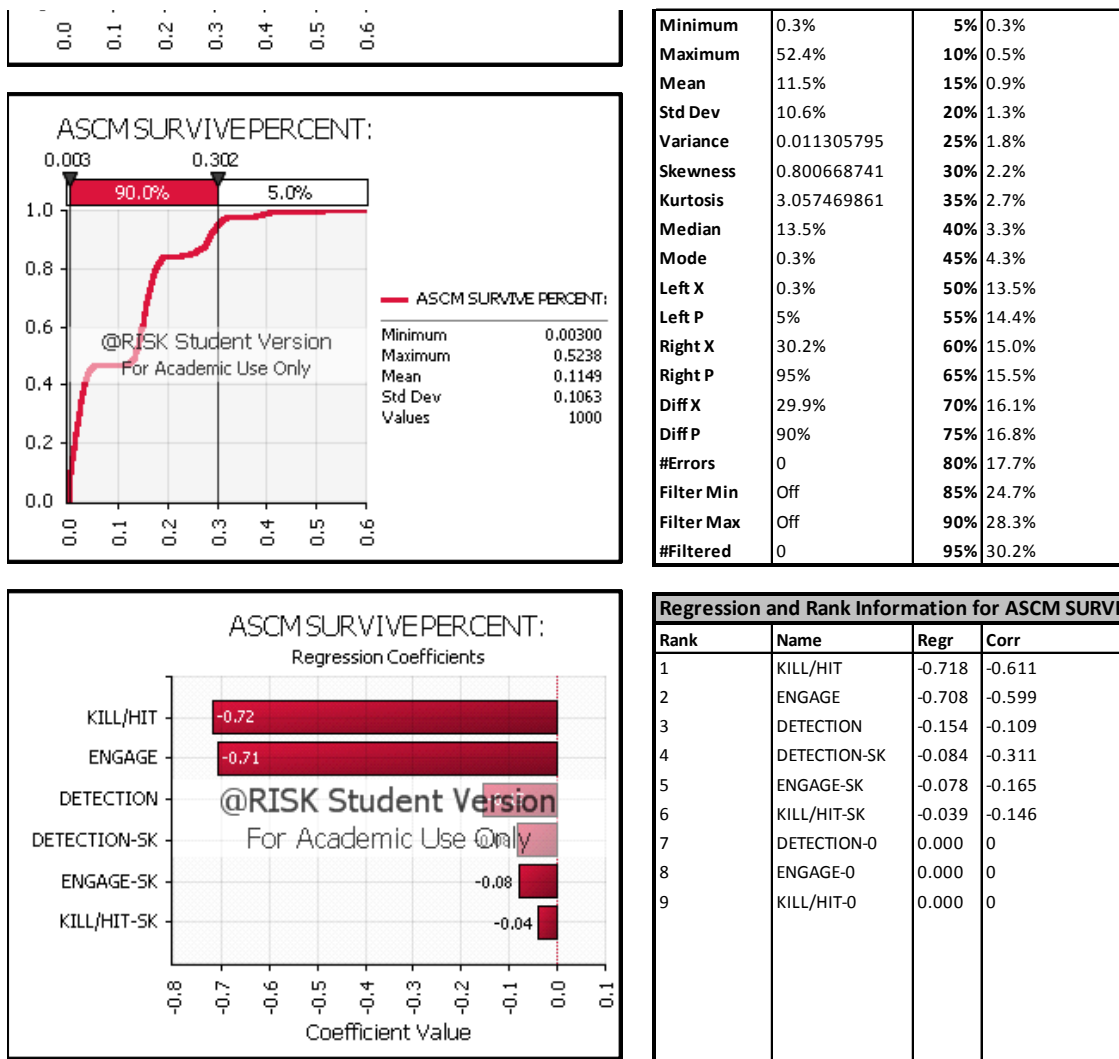 0.0 0.1 0.2 0.3 0.4 0.5 0.6
Minimum 0.3% 5% 0.3%
Maximum 52.4% 10% 0.5%
Mean 11.5% 15% 0.9%
Std Dev 10.6% 20% 1.3%
Variance 0.011305795 25% 1.8%
Skewness 0.800668741 30% 2.2%
Kurtosis 3.057469861 35% 2.7%
Median 13.5% 40% 3.3%
Mode 0.3% 45% 4.3%
Left X 0.3% 50% 13.5%
Left P 5% 55% 14.4%
Right X 30.2% 60% 15.0%
Right P 95% 65% 15.5%
Diff X 29.9% 70% 16.1%
Diff P 90% 75% 16.8%
#Errors 0 80% 17.7%
Filter Min Off 85% 24.7%
Filter Max Off 90% 28.3%
#Filtered 0 95% 30.2%
ASCM SURVIVE PERCENT:
0.003 0.302
90.0% 5.0%
1.0
0.8
0.6
0.4
0.2
0.0
0.0 0.1 0.2 0.3 0.4 0.5 0.6
@RISK Student Version
For Academic Use Only
ASCM SURVIVE PERCENT:
Minimum 0.00300
Maximum 0.5238
Mean 0.1149
Std Dev 0.1063
Values 1000
ASCM SURVIVE PERCENT:
Regression Coefficients
KILL/HIT -0.72
ENGAGE -0.71
DETECTION
DETECTION-SK
ENGAGE-SK -0.08
KILL/HIT-SK -0.04
@RISK Student Version
For Academic Use Only
-0.8 -0.7 -0.6 -0.5 -0.4 -0.3 -0.2 -0.1 0.0 0.1
Coefficient Value
Regression and Rank Information for ASCM SURVI
Rank Name Regr Corr
1 KILL/HIT -0.718 -0.611
2 ENGAGE -0.708 -0.599
3 DETECTION -0.154 -0.109
4 DETECTION-SK -0.084 -0.311
5 ENGAGE-SK -0.078 -0.165
6 KILL/HIT-SK -0.039 -0.146
7 DETECTION-0 0.000 0
8 ENGAGE-0 0.000 0
9 KILL/HIT-0 0.000 0